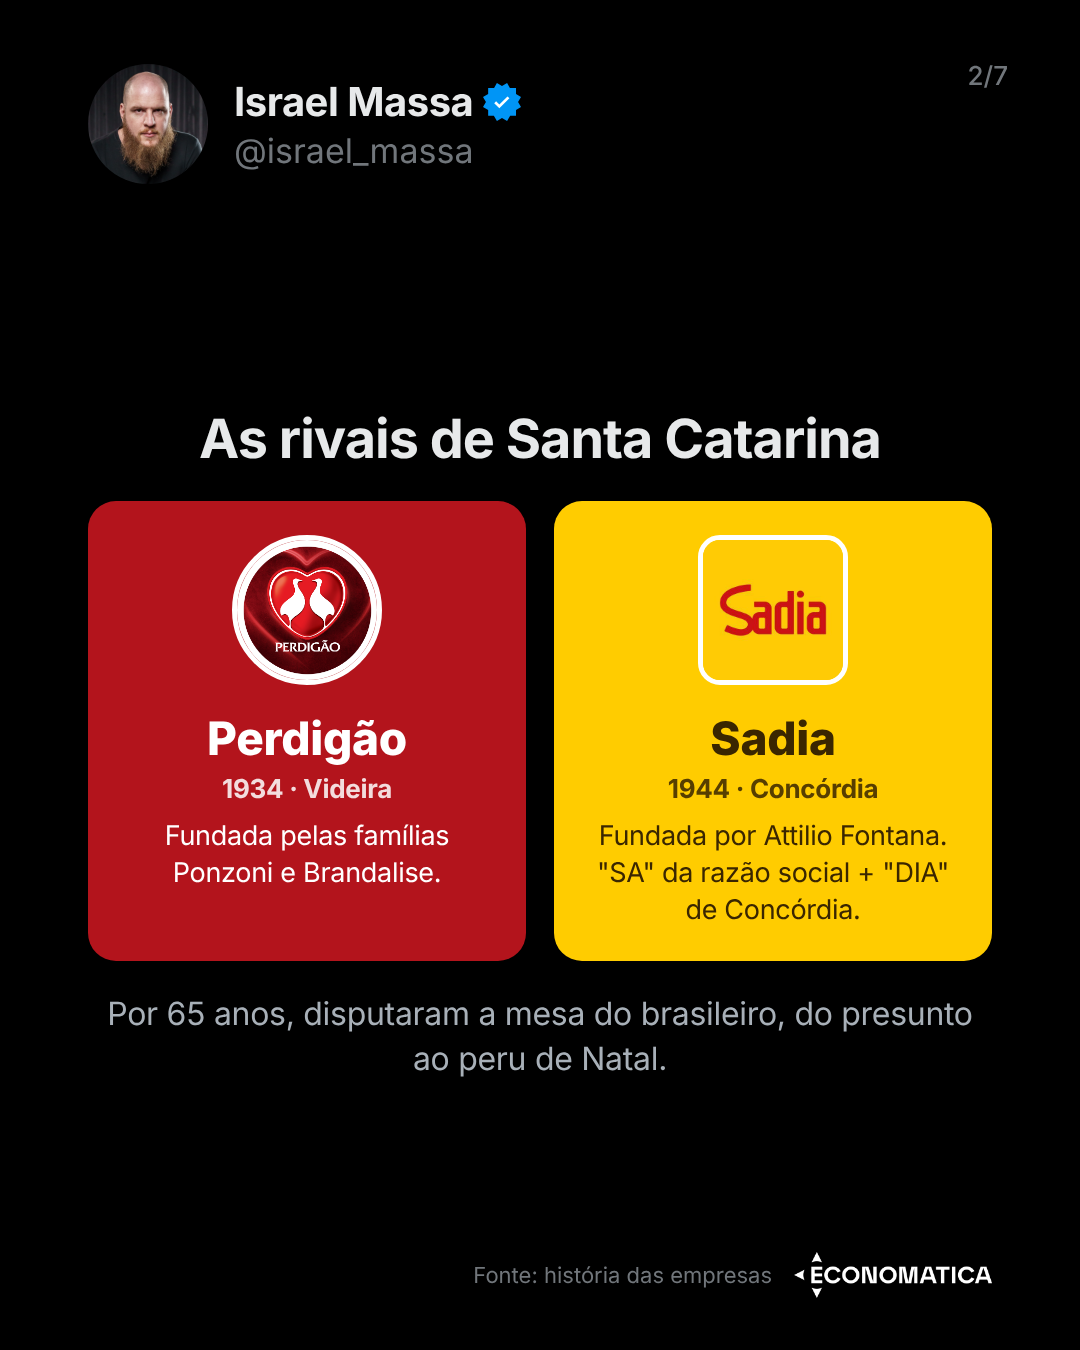 Israel Massa
@israel_massa
2/7
As rivais de Santa Catarina
PERDIGÃO
Perdigão
1934 · Videira
Fundada pelas famílias
Ponzoni e Brandalise.
Sadia
Sadia
1944 · Concórdia
Fundada por Attilio Fontana.
"SA" da razão social + "DIA"
de Concórdia.
Por 65 anos, disputaram a mesa do brasileiro, do presunto
ao peru de Natal.
Fonte: história das empresas
ECONOMATICA